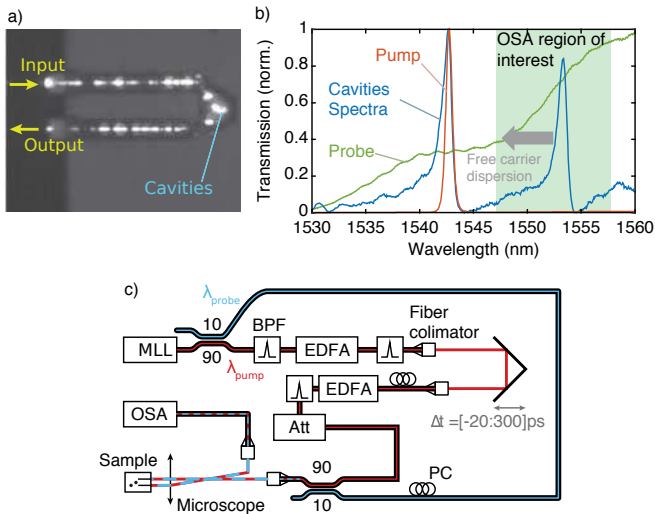 a)
Input
Output
Cavities
b)
Transmission (norm.)
1
0.8
0.6
0.4
0.2
0
Pump
Cavities
Spectra
Probe
OSA region of
interest
Free carrier
dispersion
1530 1535 1540 1545 1550 1555 1560
Wavelength (nm)
c)
λprobe
10
MLL
90
λpump
BPF
EDFA
Fiber
colimator
EDFA
Δt =[-20:300]ps
OSA
Att
Sample
Microscope
90
10
PC